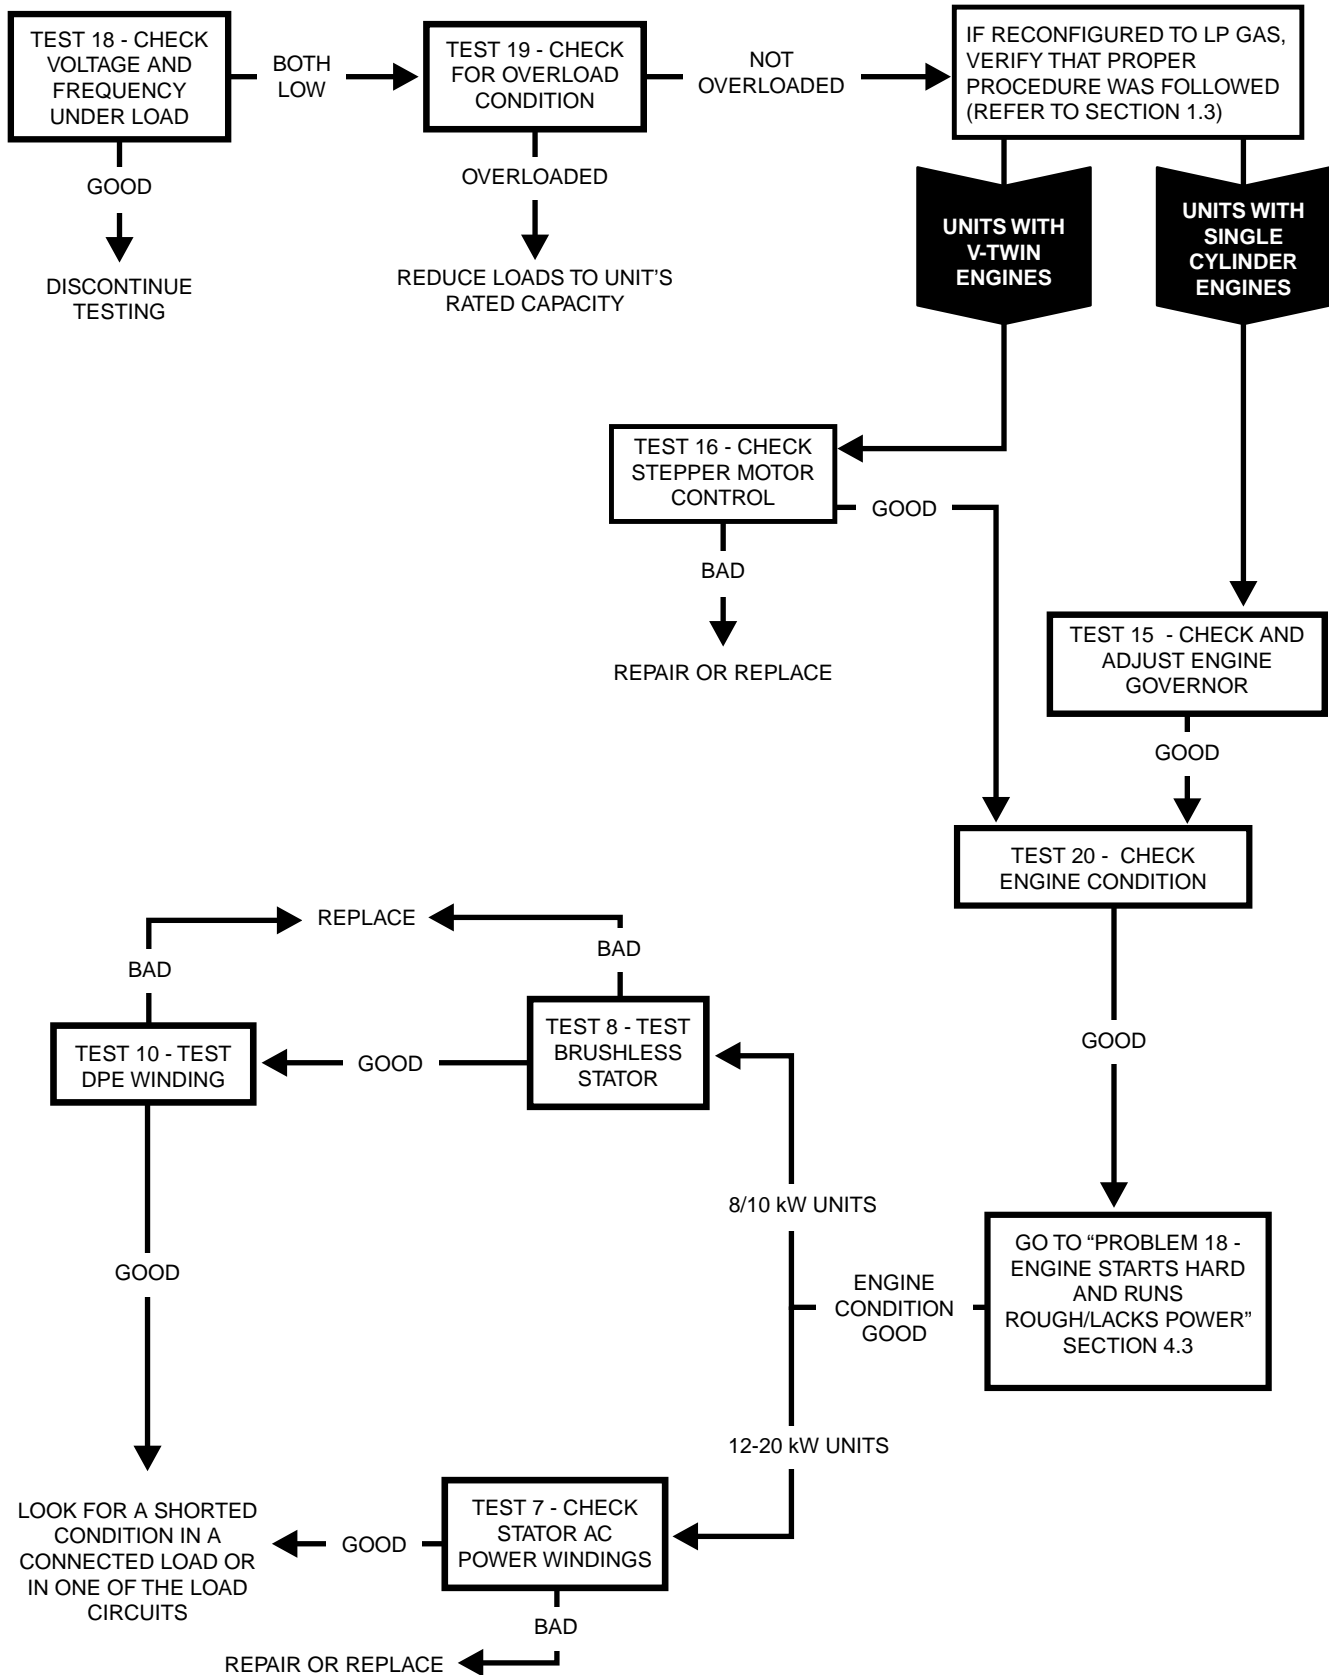 TEST 18 - CHECK
VOLTAGE AND
FREQUENCY
UNDER LOAD
BOTH
LOW
TEST 19 - CHECK
FOR OVERLOAD
CONDITION
NOT
OVERLOADED
IF RECONFIGURED TO LP GAS,
VERIFY THAT PROPER
PROCEDURE WAS FOLLOWED
(REFER TO SECTION 1.3)
GOOD
DISCONTINUE
TESTING
OVERLOADED
REDUCE LOADS TO UNIT'S
RATED CAPACITY
UNITS WITH
V-TWIN
ENGINES
UNITS WITH
SINGLE
CYLINDER
ENGINES
TEST 16 - CHECK
STEPPER MOTOR
CONTROL
GOOD
BAD
REPAIR OR REPLACE
TEST 15 - CHECK AND
ADJUST ENGINE
GOVERNOR
GOOD
TEST 20 - CHECK
ENGINE CONDITION
GOOD
REPLACE
BAD
BAD
TEST 10 - TEST
DPE WINDING
GOOD
TEST 8 - TEST
BRUSHLESS
STATOR
8/10 kW UNITS
GOOD
ENGINE
CONDITION
GOOD
GO TO “PROBLEM 18 -
ENGINE STARTS HARD
AND RUNS
ROUGH/LACKS POWER”
SECTION 4.3
12-20 kW UNITS
LOOK FOR A SHORTED
CONDITION IN A
CONNECTED LOAD OR
IN ONE OF THE LOAD
CIRCUITS
GOOD
TEST 7 - CHECK
STATOR AC
POWER WINDINGS
BAD
REPAIR OR REPLACE